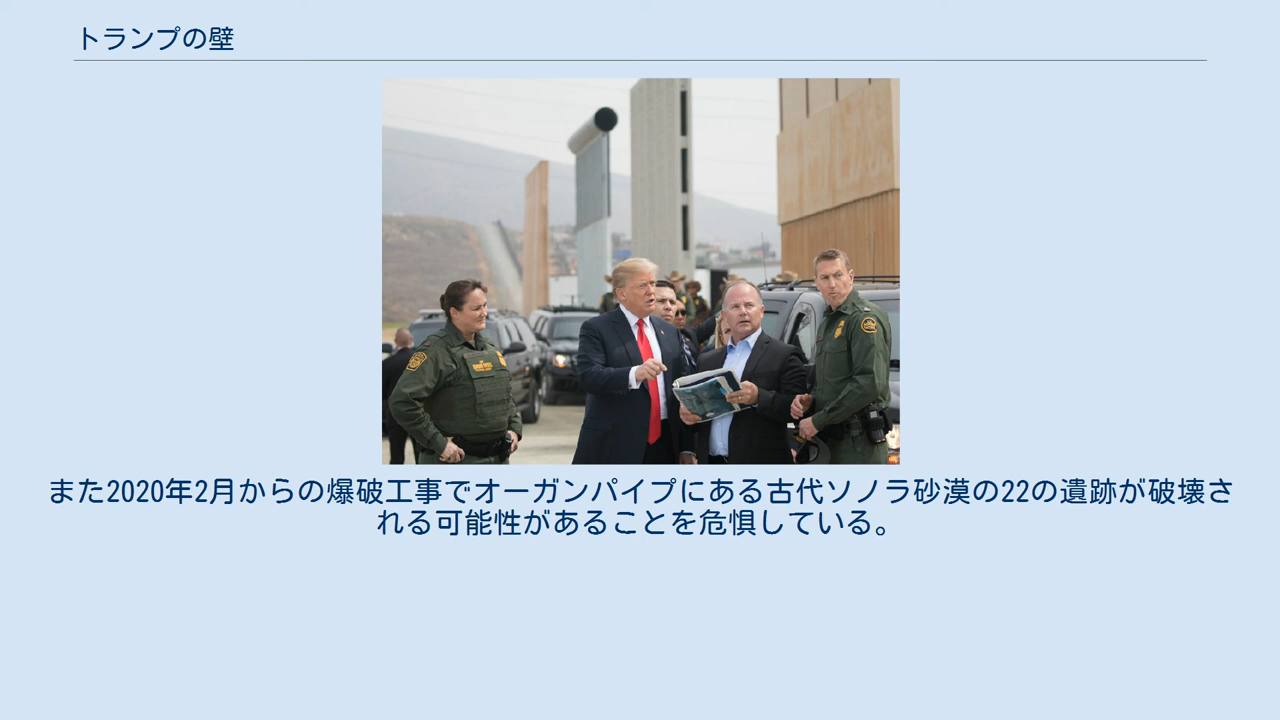 トランプの壁
また2020年2月からの爆破工事でオーガンパイプにある古代ソノラ砂漠の22の遺跡が破壊さ
れる可能性があることを危惧している。